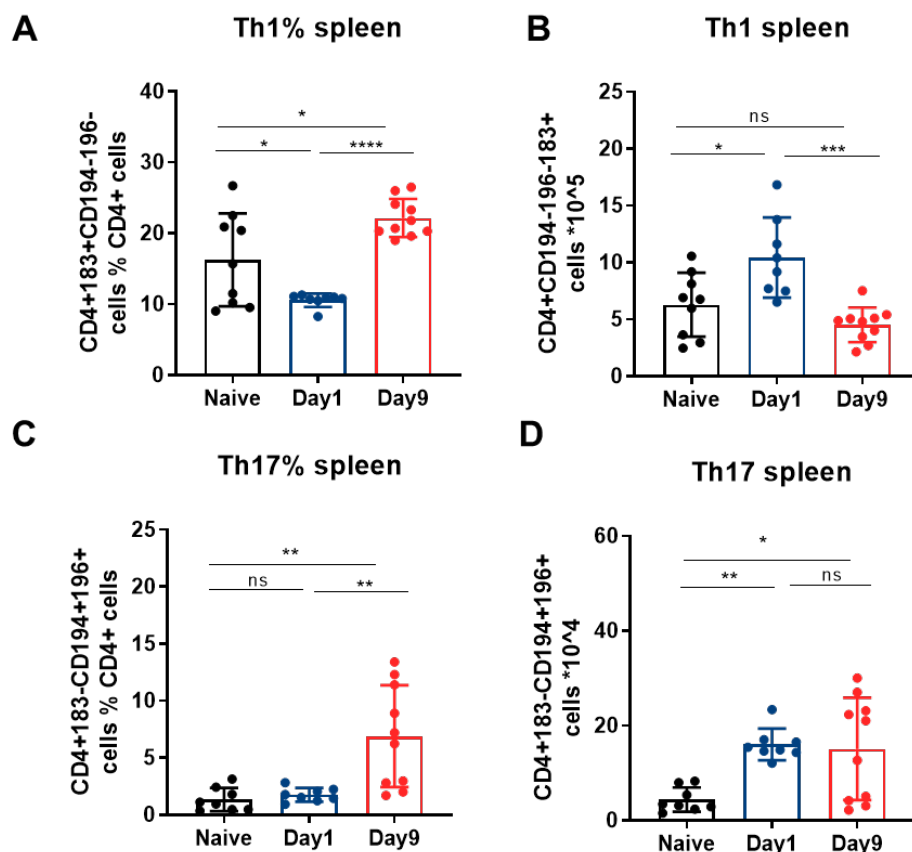 A
Th1% spleen
CD4+183+CD194-196-
cells % CD4+ cells
40
30
20
10
0
*
*
****
Naive
Day1
Day9
B
Th1 spleen
CD4+CD194-196-183+
cells *10^5
25
20
15
10
5
0
ns
*
***
Naive
Day1
Day9
C
Th17% spleen
CD4+183-CD194+196+
cells % CD4+ cells
25
20
15
10
5
0
**
ns
**
Naive
Day1
Day9
D
Th17 spleen
CD4+183-CD194+196+
cells *10^4
60
40
20
0
*
**
ns
Naive
Day1
Day9